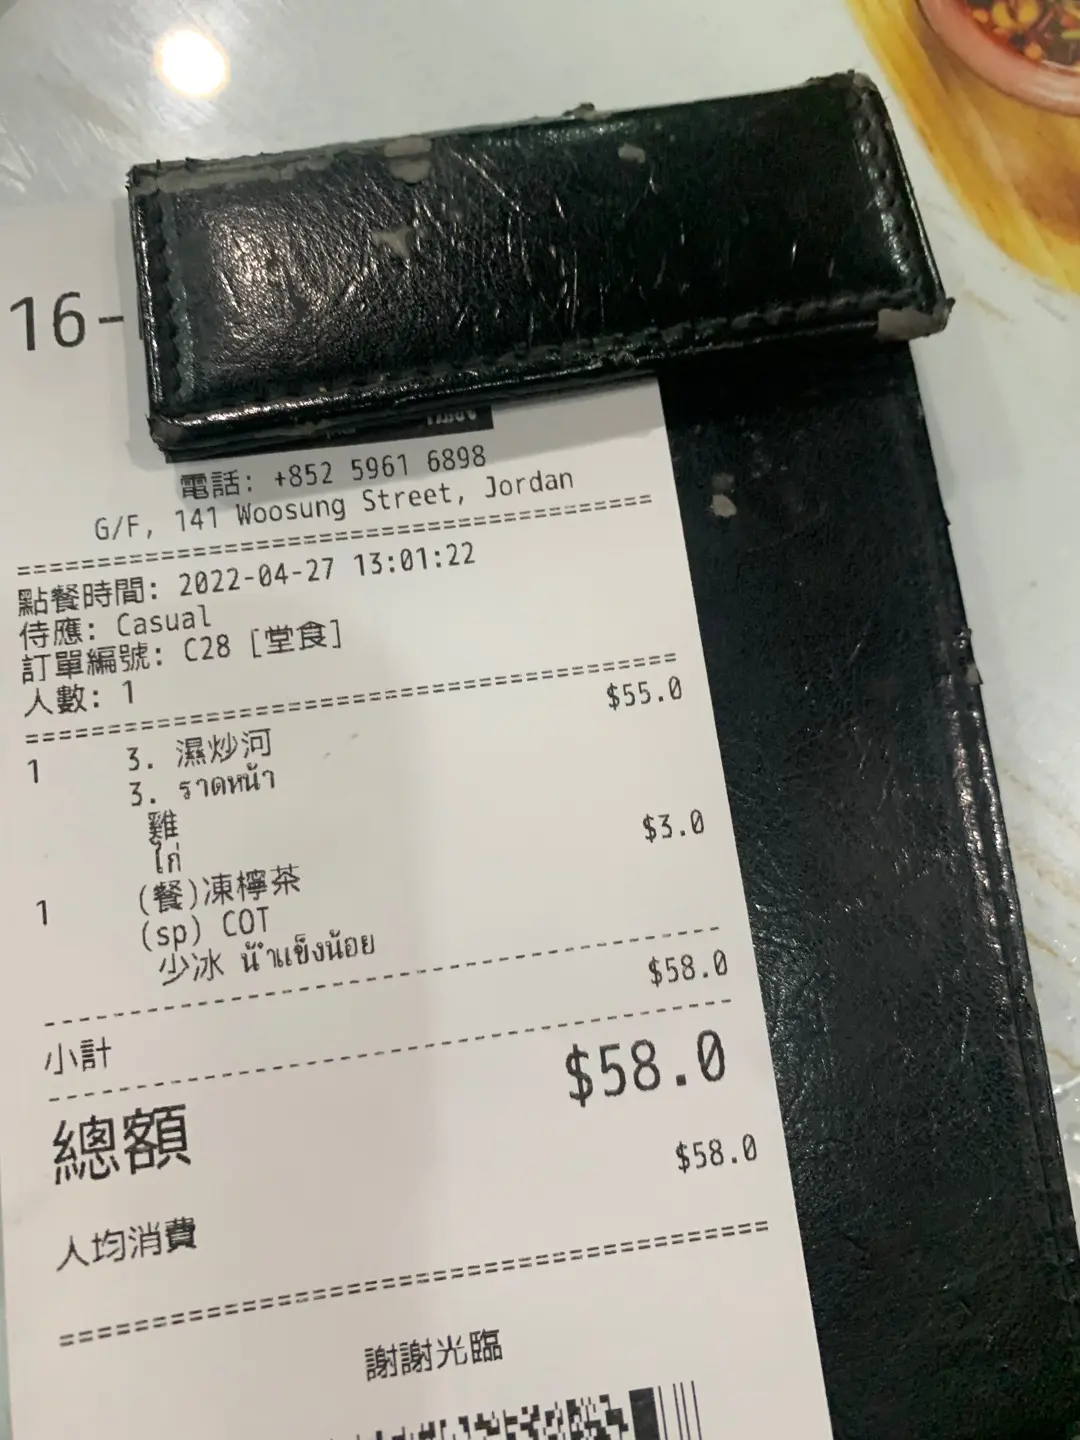 16-
電話: +852 5961 6898
G/F, 141 Woosung Street, Jordan
點餐時間: 2022-04-27 13:01:22
侍應: Casual
訂單編號: C28 [堂食]
人數: 1
1 3. 濕炒河 $55.0
3. ราดหน้า
雞
ไก่
1 (餐)凍檸茶 $3.0
(sp) COT
少冰 น้ำแข็งน้อย
小計 $58.0
總額 $58.0
人均消費 $58.0
謝謝光臨